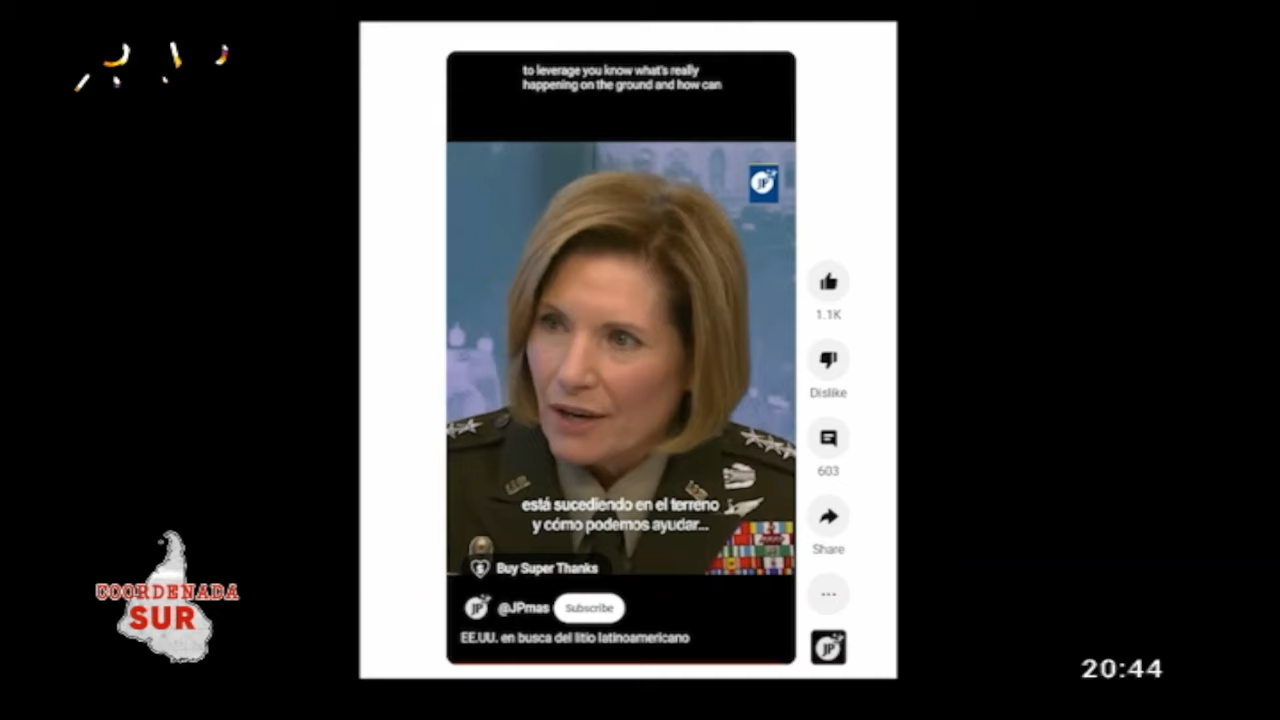 to leverage you know what's really
happening on the ground and how can
JP
1.1K
Dislike
está sucediendo en el terreno
y cómo podemos ayudar...
603
Share
Buy Super Thanks
JP
@JPmas
Subscribe
EE.UU. en busca del litio latinoamericano
JP
COORDENADA
SUR
20:44